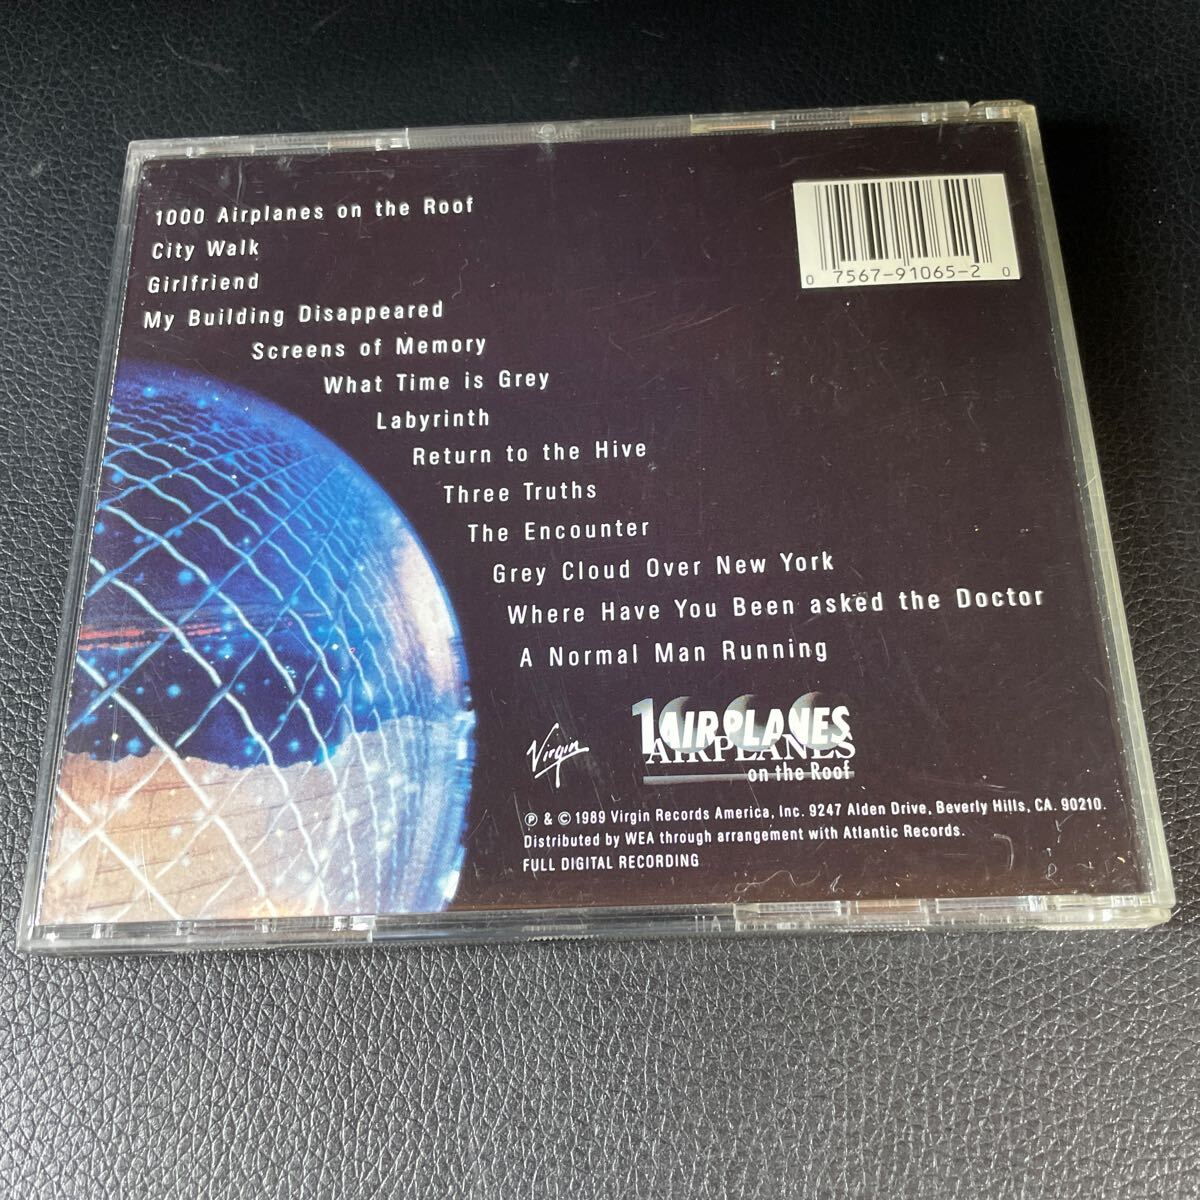 1000 Airplanes on the Roof
City Walk
Girlfriend
My Building Disappeared
Screens of Memory
What Time is Grey
Labyrinth
Return to the Hive
Three Truths
The Encounter
Grey Cloud Over New York
Where Have You Been asked the Doctor
A Normal Man Running
0 7567-91065-2 0
Virgin
1000 AIRPLANES
AIRPLANES
on the Roof
℗ & © 1989 Virgin Records America, Inc. 9247 Alden Drive, Beverly Hills, CA. 90210.
Distributed by WEA through arrangement with Atlantic Records.
FULL DIGITAL RECORDING